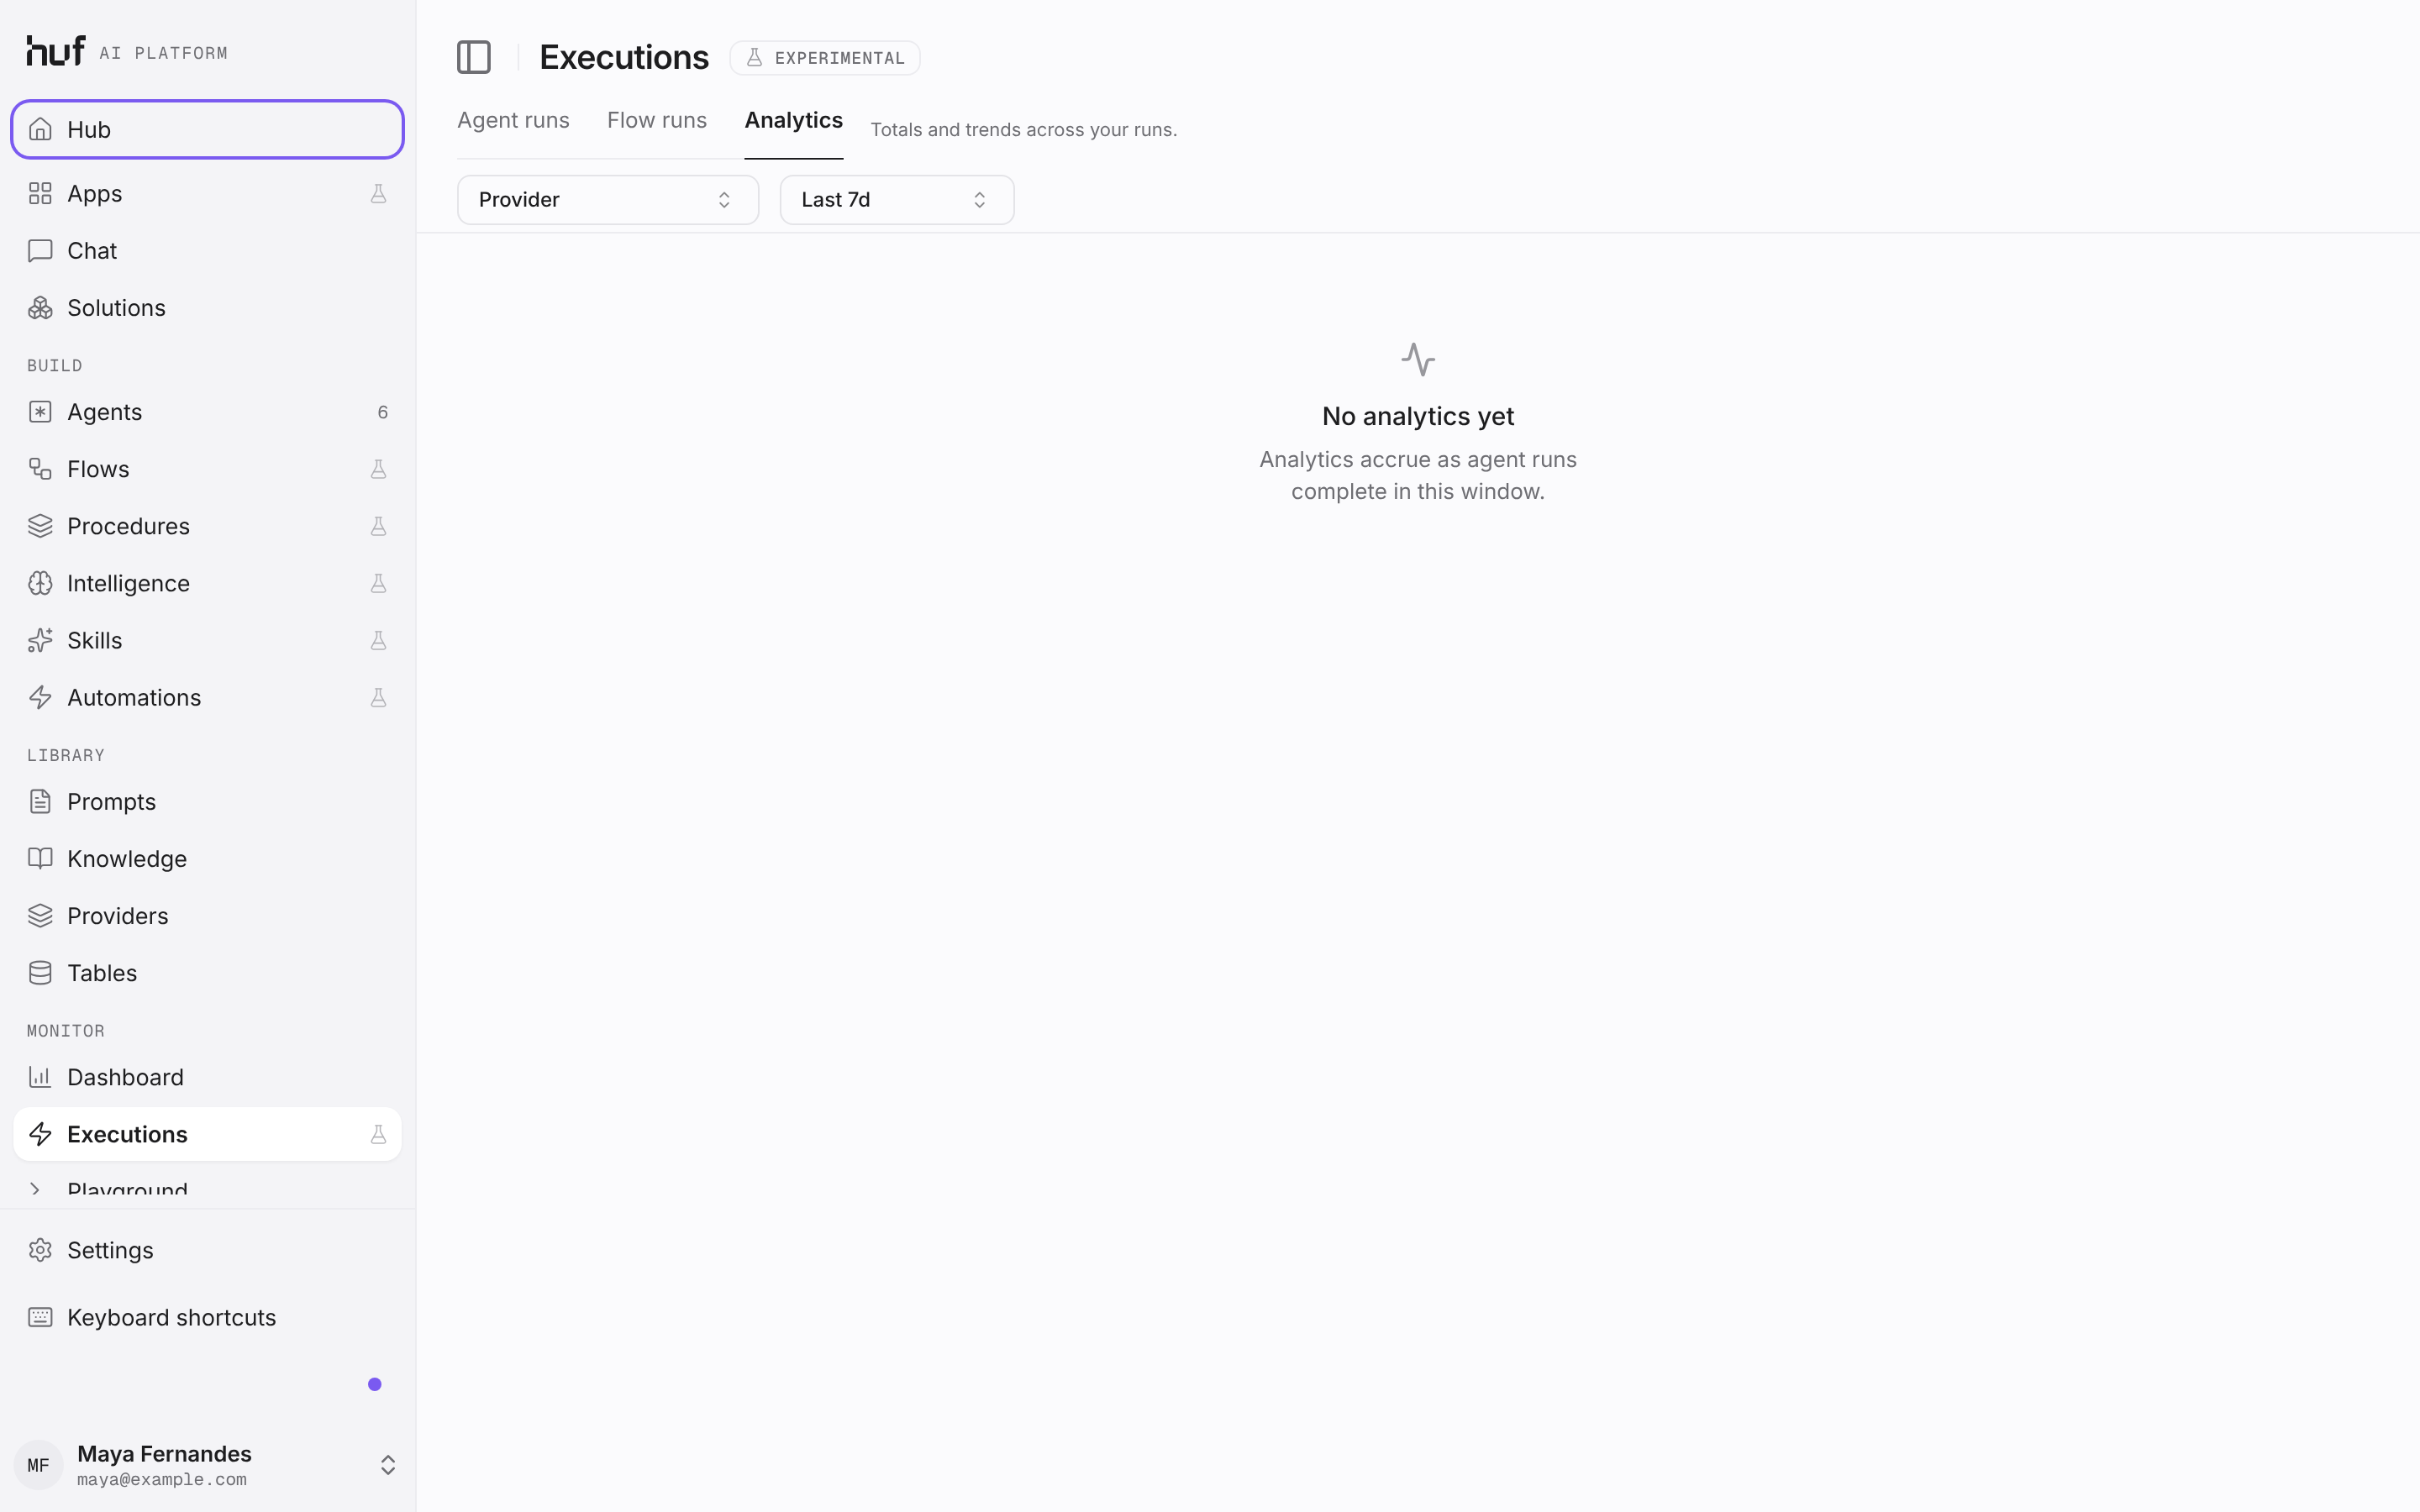 huf AI PLATFORM
Hub
Apps
Chat
Solutions
BUILD
Agents 6
Flows
Procedures
Intelligence
Skills
Automations
LIBRARY
Prompts
Knowledge
Providers
Tables
MONITOR
Dashboard
Executions
Playground
Settings
Keyboard shortcuts
MF
Maya Fernandes
maya@example.com
Executions
EXPERIMENTAL
Agent runs
Flow runs
Analytics
Totals and trends across your runs.
Provider
Last 7d
No analytics yet
Analytics accrue as agent runs
complete in this window.